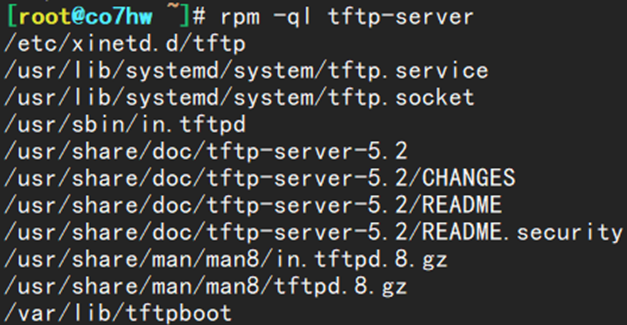 [root@co7hw ~]# rpm -ql tftp-server
/etc/xinetd.d/tftp
/usr/lib/systemd/system/tftp.service
/usr/lib/systemd/system/tftp.socket
/usr/sbin/in.tftpd
/usr/share/doc/tftp-server-5.2
/usr/share/doc/tftp-server-5.2/CHANGES
/usr/share/doc/tftp-server-5.2/README
/usr/share/doc/tftp-server-5.2/README.security
/usr/share/man/man8/in.tftpd.8.gz
/usr/share/man/man8/tftpd.8.gz
/var/lib/tftpboot